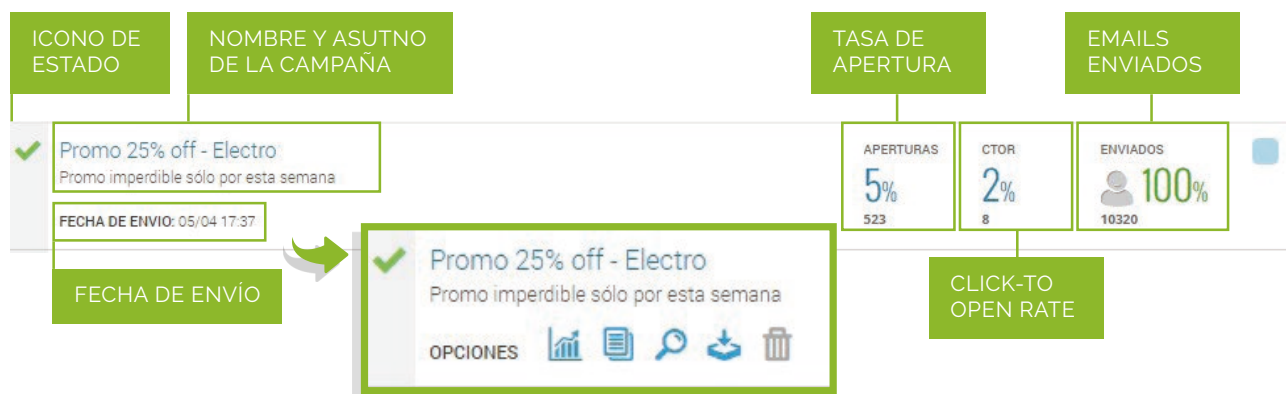 ICONO DE
ESTADO
NOMBRE Y ASUTNO
DE LA CAMPAÑA
TASA DE
APERTURA
EMAILS
ENVIADOS
Promo 25% off - Electro
Promo imperdible sólo por esta semana
FECHA DE ENVIO: 05/04 17:37
APERTURAS
5%
523
CTOR
2%
8
ENVIADOS
100%
10320
FECHA DE ENVÍO
Promo 25% off - Electro
Promo imperdible sólo por esta semana
OPCIONES
CLICK-TO
OPEN RATE